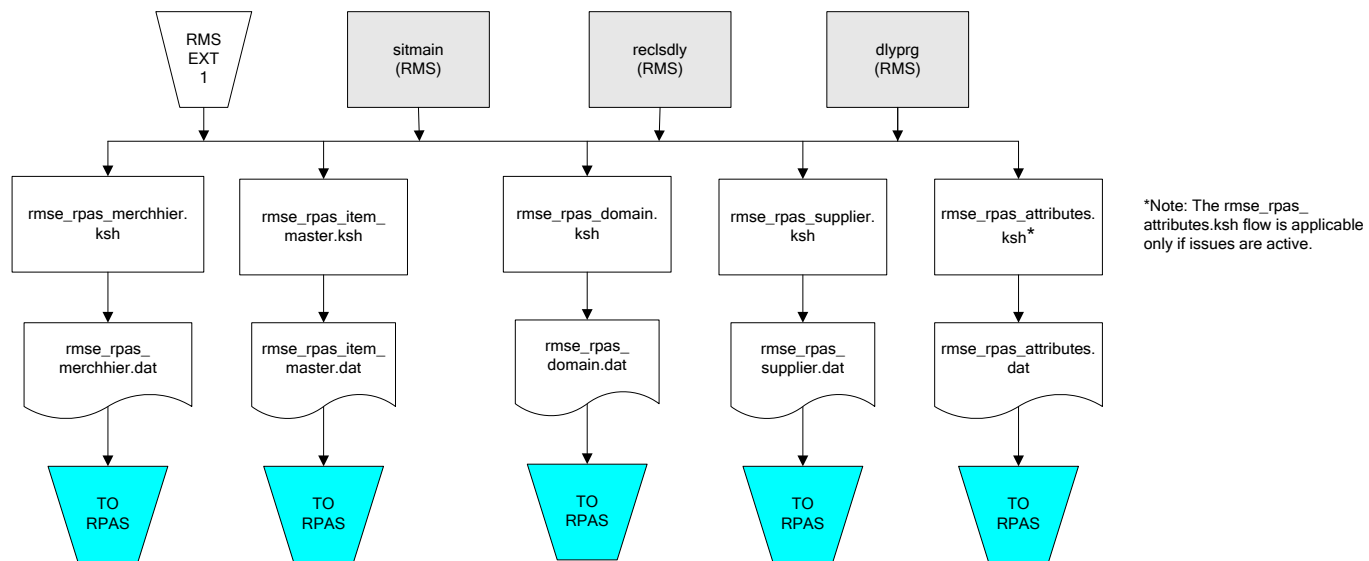 RMS
EXT
1
sitmain
(RMS)
reclsdly
(RMS)
dlyprg
(RMS)
rmse_rpas_merchhier.
ksh
rmse_rpas_item_
master.ksh
rmse_rpas_domain.
ksh
rmse_rpas_supplier.
ksh
rmse_rpas_attributes.
ksh*
*Note: The rmse_rpas_
attributes.ksh flow is applicable
only if issues are active.
rmse_rpas_
merchhier.dat
rmse_rpas_item_
master.dat
rmse_rpas_
domain.dat
rmse_rpas_
supplier.dat
rmse_rpas_attributes.
dat
TO
RPAS
TO
RPAS
TO
RPAS
TO
RPAS
TO
RPAS